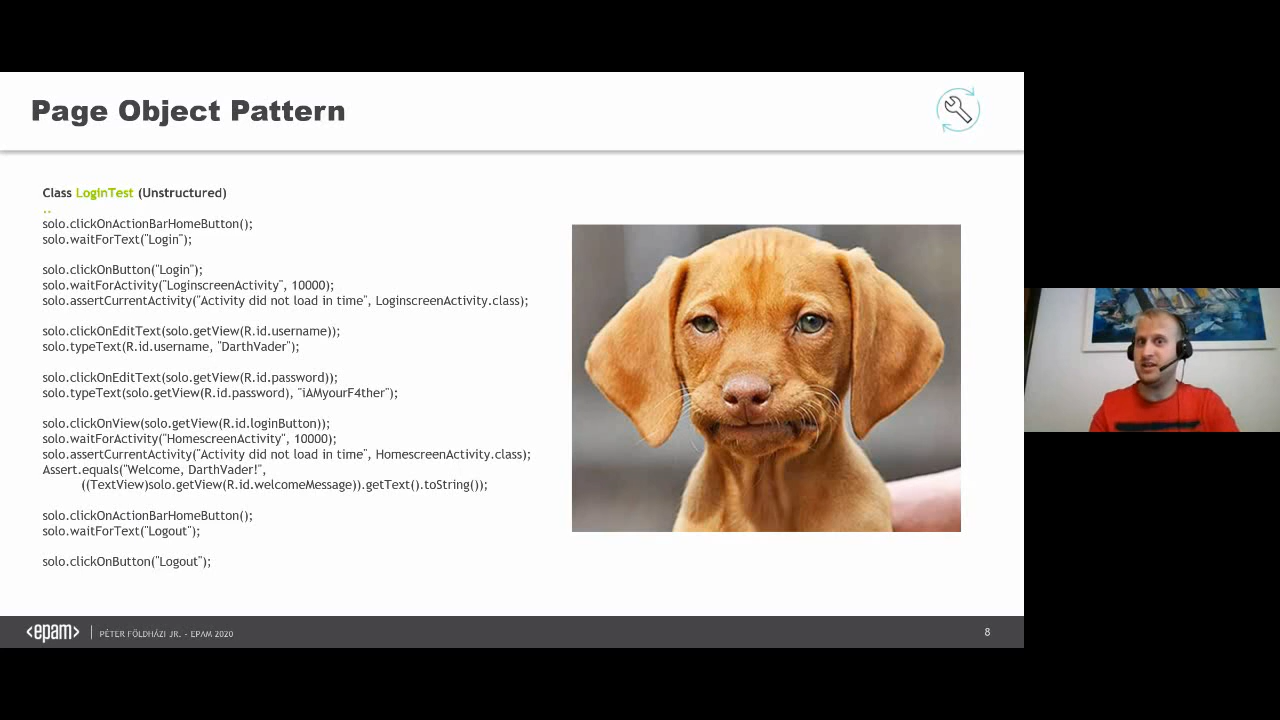 Page Object Pattern
Class LoginTest (Unstructured)
..
solo.clickOnActionBarHomeButton();
solo.waitForText("Login");
solo.clickOnButton("Login");
solo.waitForActivity("LoginscreenActivity", 10000);
solo.assertCurrentActivity("Activity did not load in time", LoginscreenActivity.class);
solo.clickOnEditText(solo.getView(R.id.username));
solo.typeText(R.id.username, "DarthVader");
solo.clickOnEditText(solo.getView(R.id.password));
solo.typeText(solo.getView(R.id.password), "iAMyourF4ther");
solo.clickOnView(solo.getView(R.id.loginButton));
solo.waitForActivity("HomescreenActivity", 10000);
solo.assertCurrentActivity("Activity did not load in time", HomescreenActivity.class);
Assert.equals("Welcome, DarthVader!",
((TextView)solo.getView(R.id.welcomeMessage)).getText().toString());
solo.clickOnActionBarHomeButton();
solo.waitForText("Logout");
solo.clickOnButton("Logout");
<epam> | PÉTER FÖLDHÁZI JR. - EPAM 2020
8